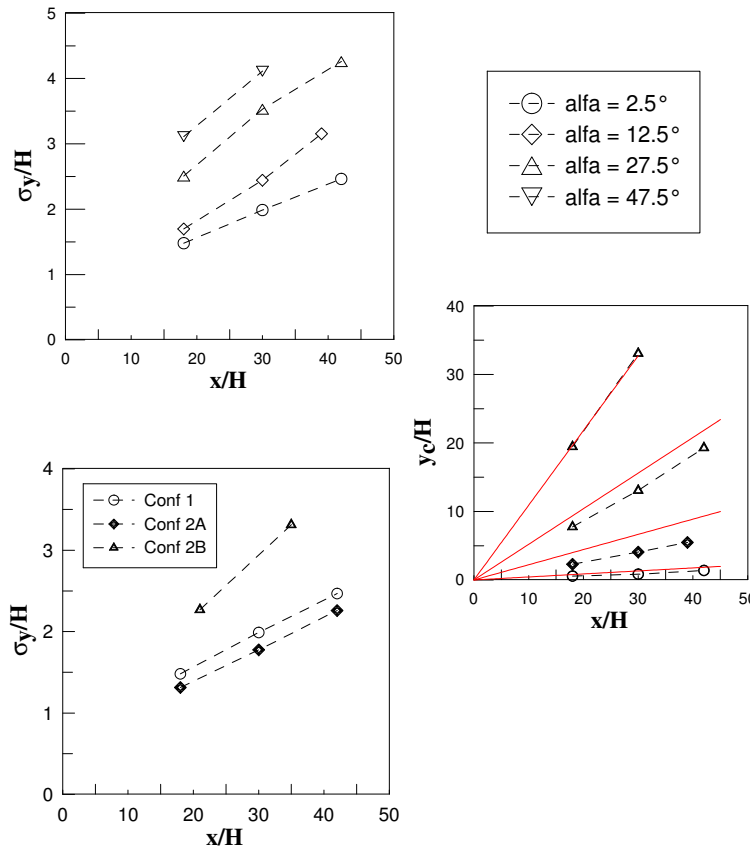 5
4
3
2
1
0
σy/H
0 10 20 30 40 50
x/H
alfa = 2.5°
alfa = 12.5°
alfa = 27.5°
alfa = 47.5°
40
30
20
10
0
yc/H
0 10 20 30 40 50
x/H
4
3
2
1
0
σy/H
Conf 1
Conf 2A
Conf 2B
0 10 20 30 40 50
x/H